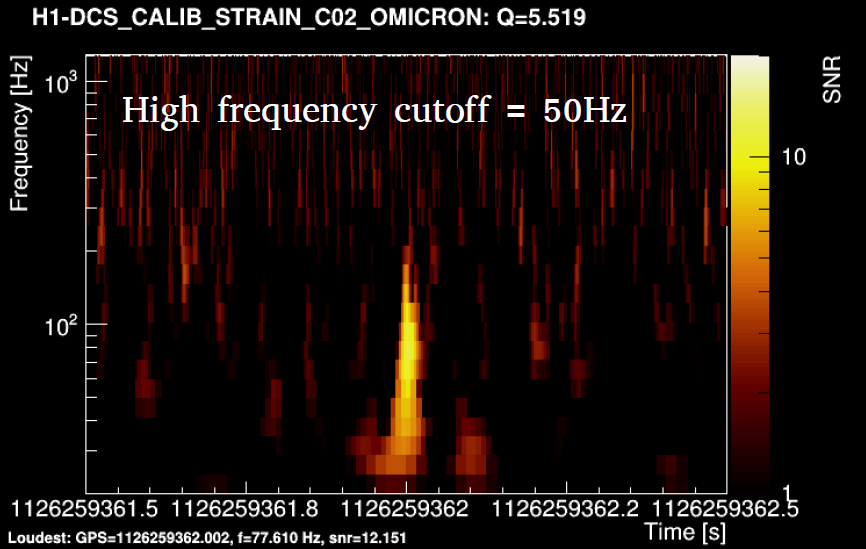 H1-DCS_CALIB_STRAIN_C02_OMICRON: Q=5.519
Frequency [Hz]
10³
10²
High frequency cutoff = 50Hz
SNR
10
1
1126259361.5 1126259361.8 1126259362 1126259362.2 1126259362.5
Time [s]
Loudest: GPS=1126259362.002, f=77.610 Hz, snr=12.151